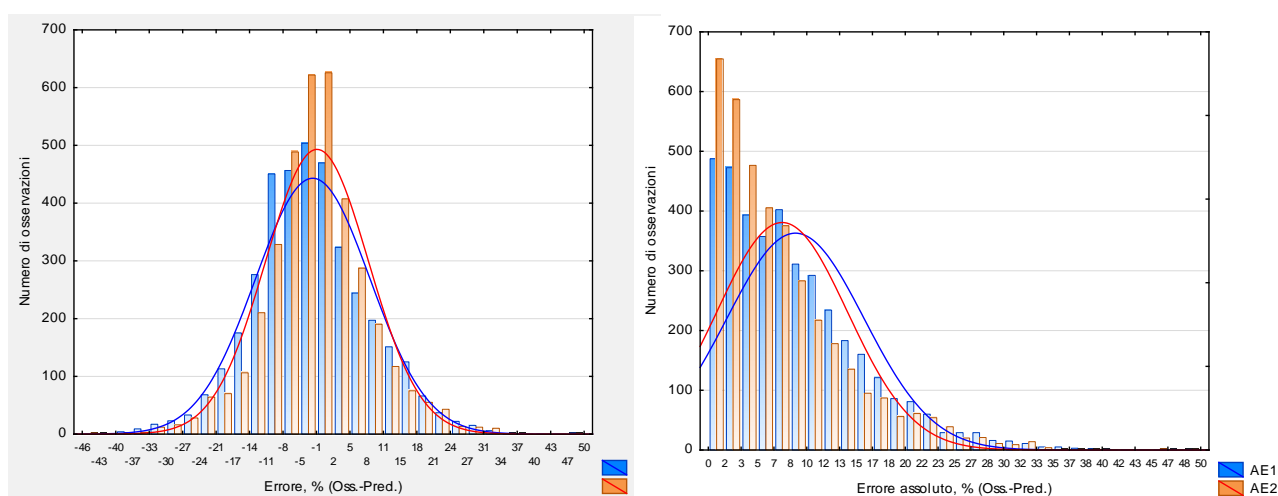 700
600
500
400
300
200
100
0
Numero di osservazioni
-46 -40 -33 -27 -21 -14 -8 -1 5 11 18 24 31 37 43 50
-43 -37 -30 -24 -17 -11 -5 2 8 15 21 27 34 40 47
Errore, % (Oss.-Pred.)
700
600
500
400
300
200
100
0
Numero di osservazioni
0 2 3 5 7 8 10 12 13 15 17 18 20 22 23 25 27 28 30 32 33 35 37 38 40 42 43 45 47 48 50
Errore assoluto, % (Oss.-Pred.)
AE1
AE2